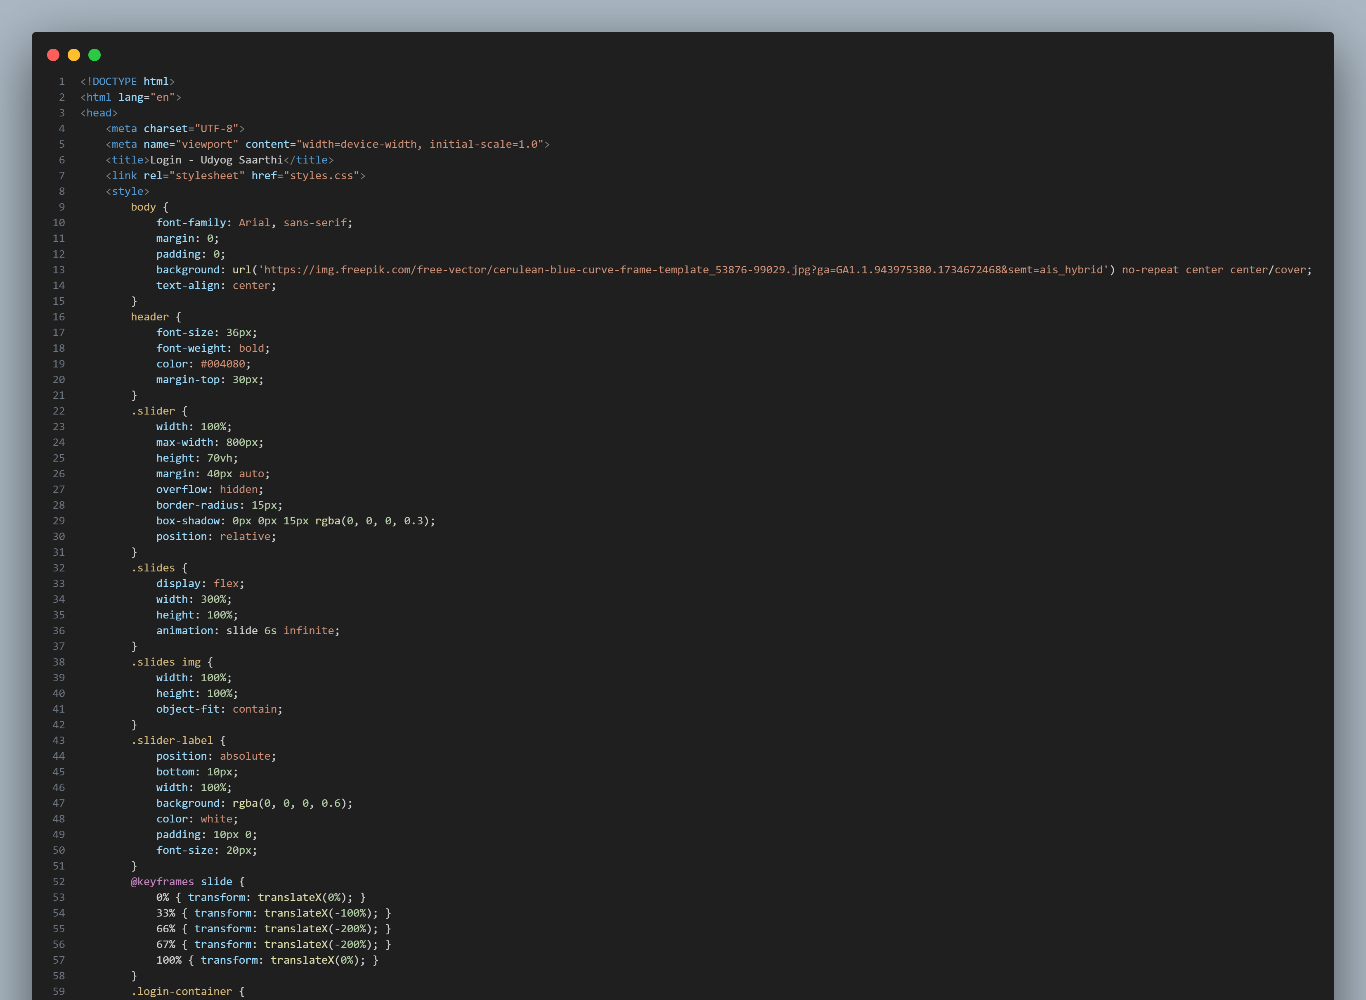 1 <!DOCTYPE html>
2 <html lang="en">
3 <head>
4     <meta charset="UTF-8">
5     <meta name="viewport" content="width=device-width, initial-scale=1.0">
6     <title>Login - Udyog Saarthi</title>
7     <link rel="stylesheet" href="styles.css">
8     <style>
9         body {
10             font-family: Arial, sans-serif;
11             margin: 0;
12             padding: 0;
13             background: url('https://img.freepik.com/free-vector/cerulean-blue-curve-frame-template_53876-99029.jpg?ga=GA1.1.943975380.1734672468&semt=ais_hybrid') no-repeat center center/cover;
14             text-align: center;
15         }
16         header {
17             font-size: 36px;
18             font-weight: bold;
19             color: #004080;
20             margin-top: 30px;
21         }
22         .slider {
23             width: 100%;
24             max-width: 800px;
25             height: 70vh;
26             margin: 40px auto;
27             overflow: hidden;
28             border-radius: 15px;
29             box-shadow: 0px 0px 15px rgba(0, 0, 0, 0.3);
30             position: relative;
31         }
32         .slides {
33             display: flex;
34             width: 300%;
35             height: 100%;
36             animation: slide 6s infinite;
37         }
38         .slides img {
39             width: 100%;
40             height: 100%;
41             object-fit: contain;
42         }
43         .slider-label {
44             position: absolute;
45             bottom: 10px;
46             width: 100%;
47             background: rgba(0, 0, 0, 0.6);
48             color: white;
49             padding: 10px 0;
50             font-size: 20px;
51         }
52         @keyframes slide {
53             0% { transform: translateX(0%); }
54             33% { transform: translateX(-100%); }
55             66% { transform: translateX(-200%); }
56             67% { transform: translateX(-200%); }
57             100% { transform: translateX(0%); }
58         }
59         .login-container {